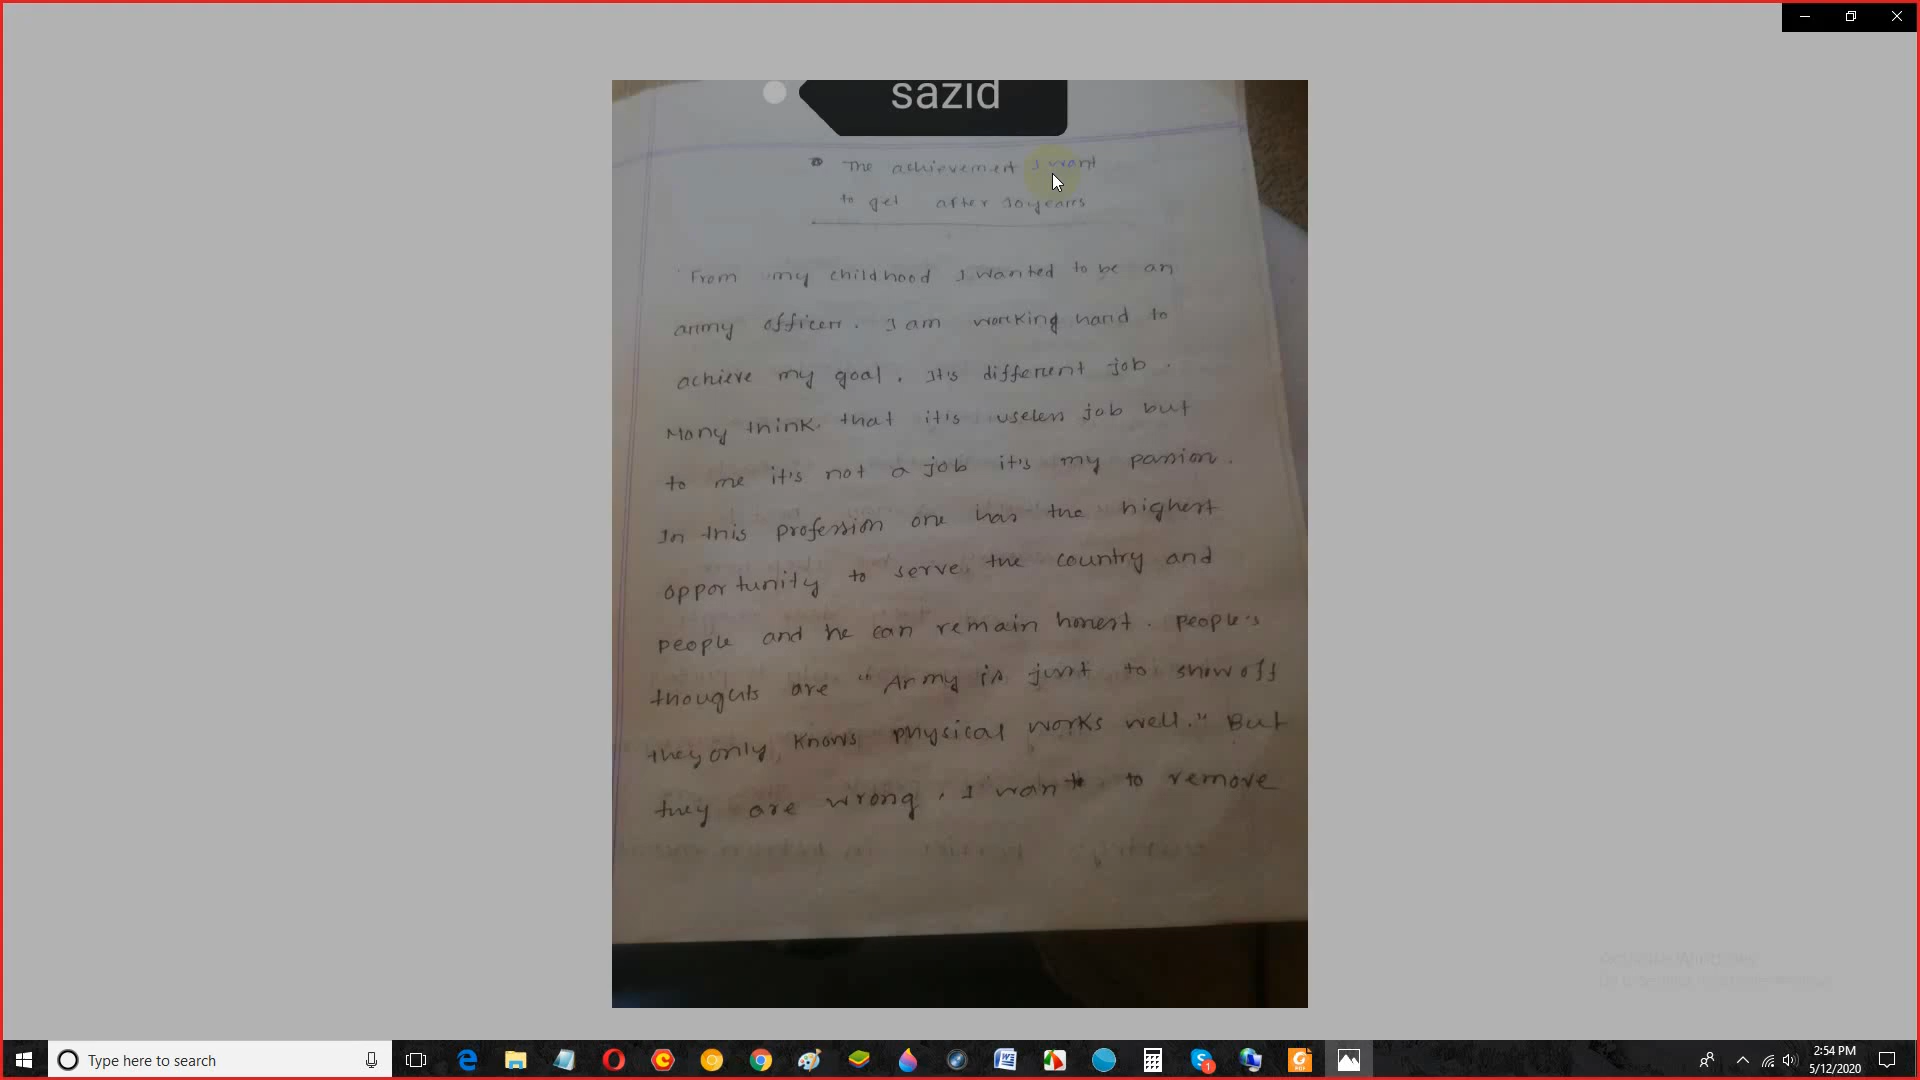 sazid
The achievement I want
to get after 10 years
From my childhood I wanted to be an
army officer. I am working hard to
achieve my goal. It's different job.
Many think that it's useless job but
to me it's not a job it's my passion.
In this profession one has the highest
opportunity to serve the country and
people and he can remain honest. People's
thoughts are "Army is just to show off
they only knows physical works well." But
they are wrong. I want to remove
Type here to search
2:54 PM
5/12/2020